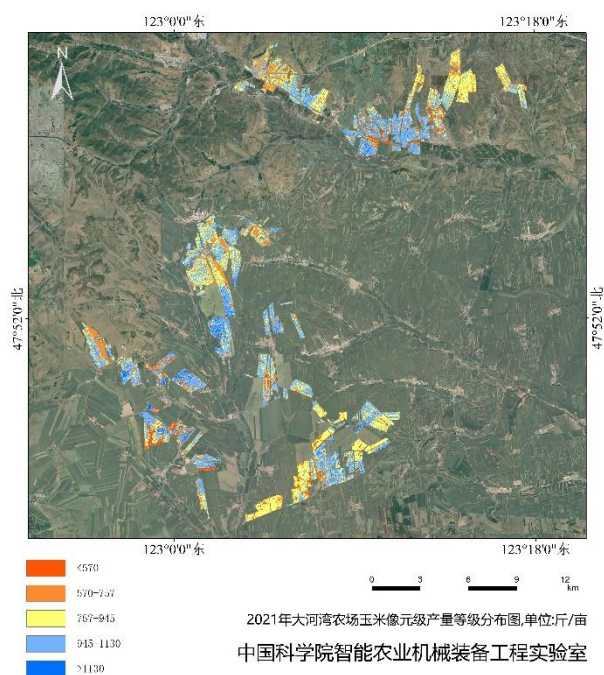 123°0'0"东
123°18'0"东
N
47°52'0"北
47°52'0"北
123°0'0"东
123°18'0"东
<570
570-757
757-945
945-1130
>1130
0 3 6 9 12
km
2021年大河湾农场玉米像元级产量等级分布图,单位:斤/亩
中国科学院智能农业机械装备工程实验室